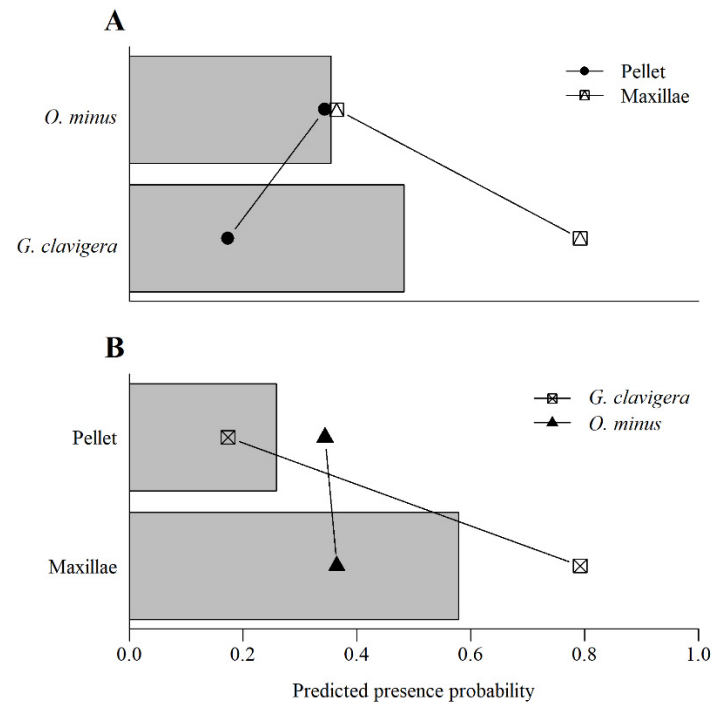 A
O. minus
G. clavigera
Pellet
Maxillae
B
Pellet
Maxillae
G. clavigera
O. minus
0.0 0.2 0.4 0.6 0.8 1.0
Predicted presence probability